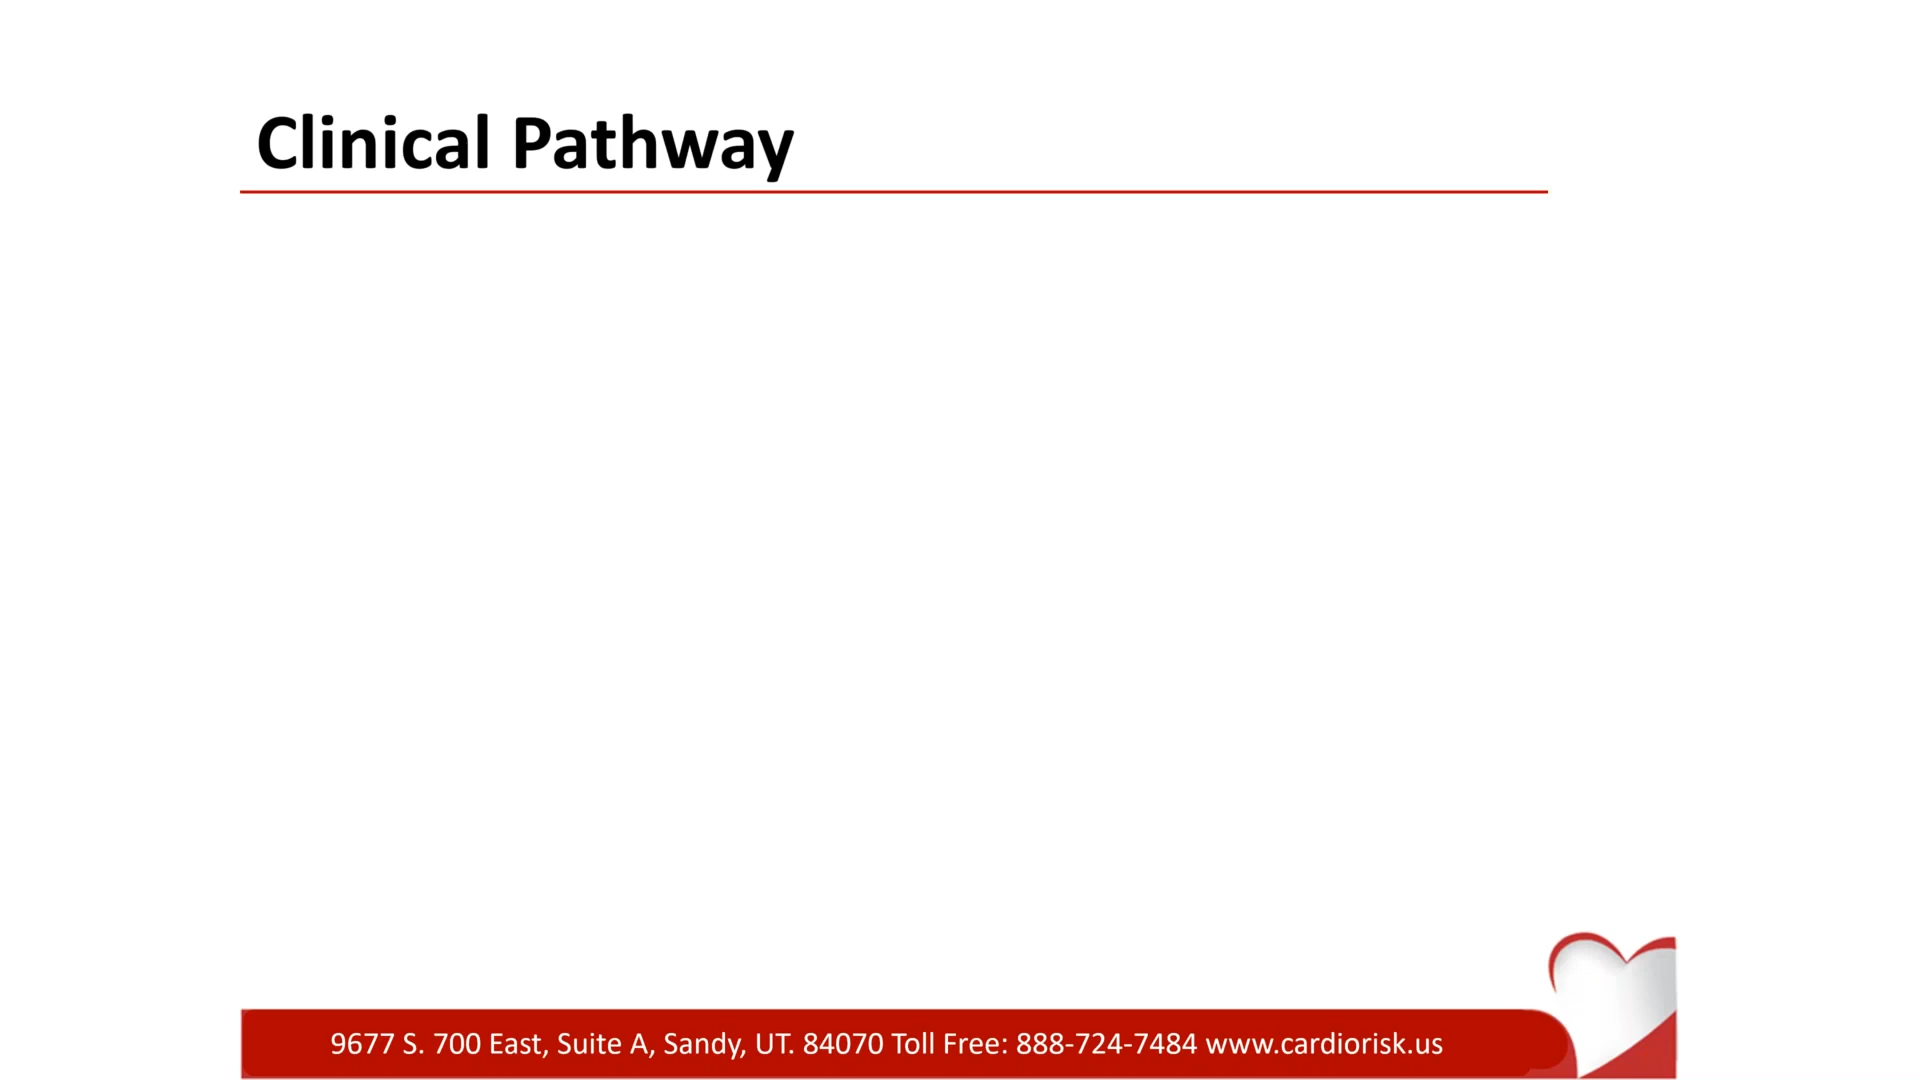 Clinical Pathway
9677 S. 700 East, Suite A, Sandy, UT. 84070 Toll Free: 888-724-7484 www.cardiorisk.us